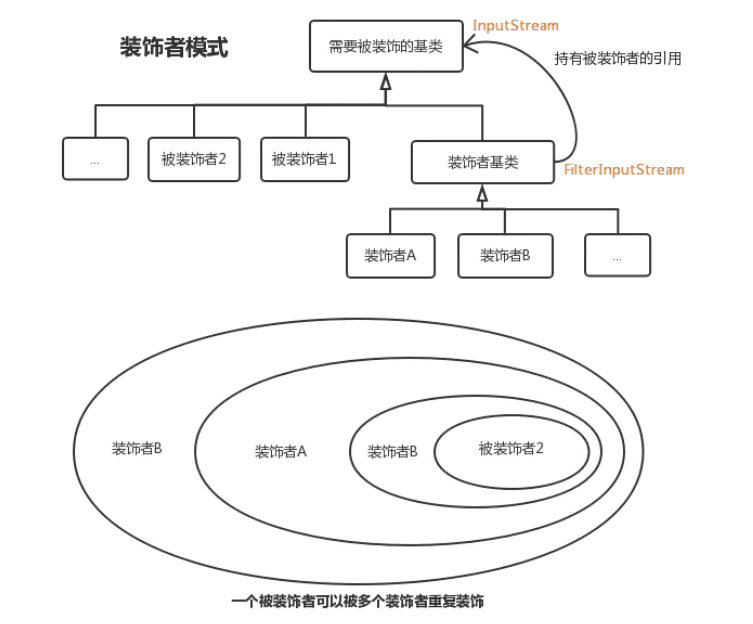 装饰者模式
需要被装饰的基类
InputStream
持有被装饰者的引用
...
被装饰者2
被装饰者1
装饰者基类
FilterInputStream
装饰者A
装饰者B
...
装饰者B
装饰者A
装饰者B
被装饰者2
一个被装饰者可以被多个装饰者重复装饰